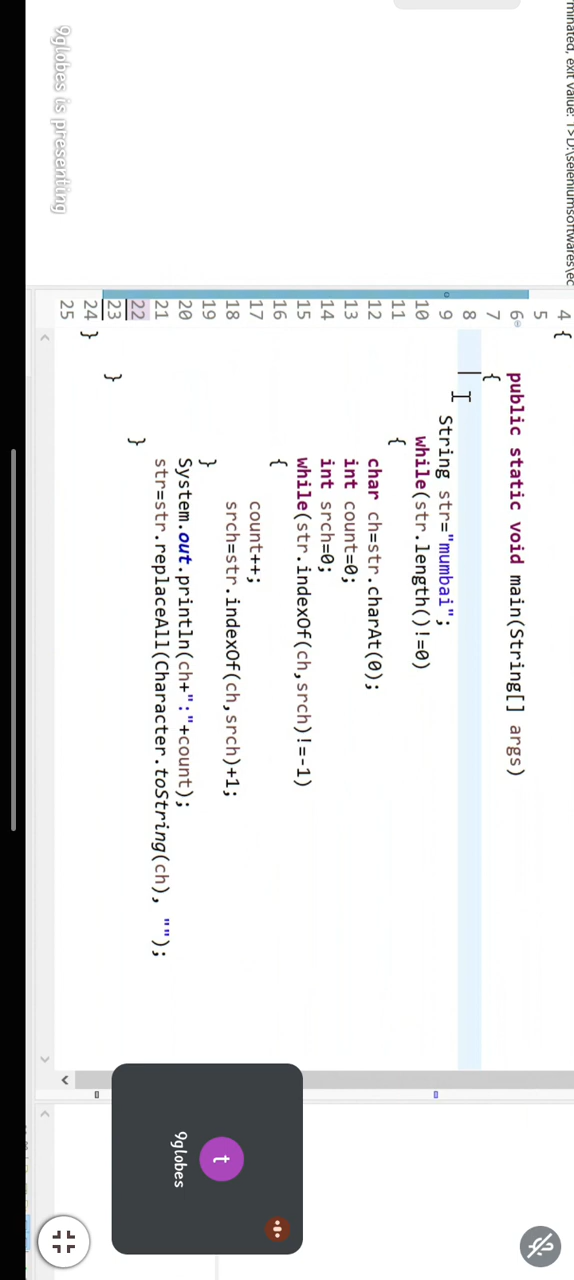 minated, exit value: 1> D:\seleniumsoftwares\ec
4 {
5
6 public static void main(String[] args)
7 {
8
9 String str="mumbai";
10 while(str.length()!=0)
11 {
12 char ch=str.charAt(0);
13 int count=0;
14 int srch=0;
15 while(str.indexOf(ch,srch)!=-1)
16 {
17 count++;
18 srch=str.indexOf(ch,srch)+1;
19 }
20 System.out.println(ch+":"+count);
21 str=str.replaceAll(Character.toString(ch), "");
22 }
23 }
24 }
25
9globes is presenting
t
9globes